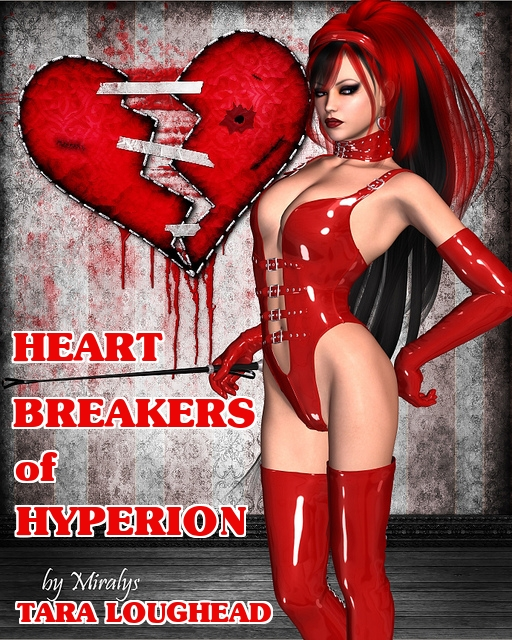 HEART
BREAKERS
of
HYPERION
by Miralys
TARA LOUGHEAD